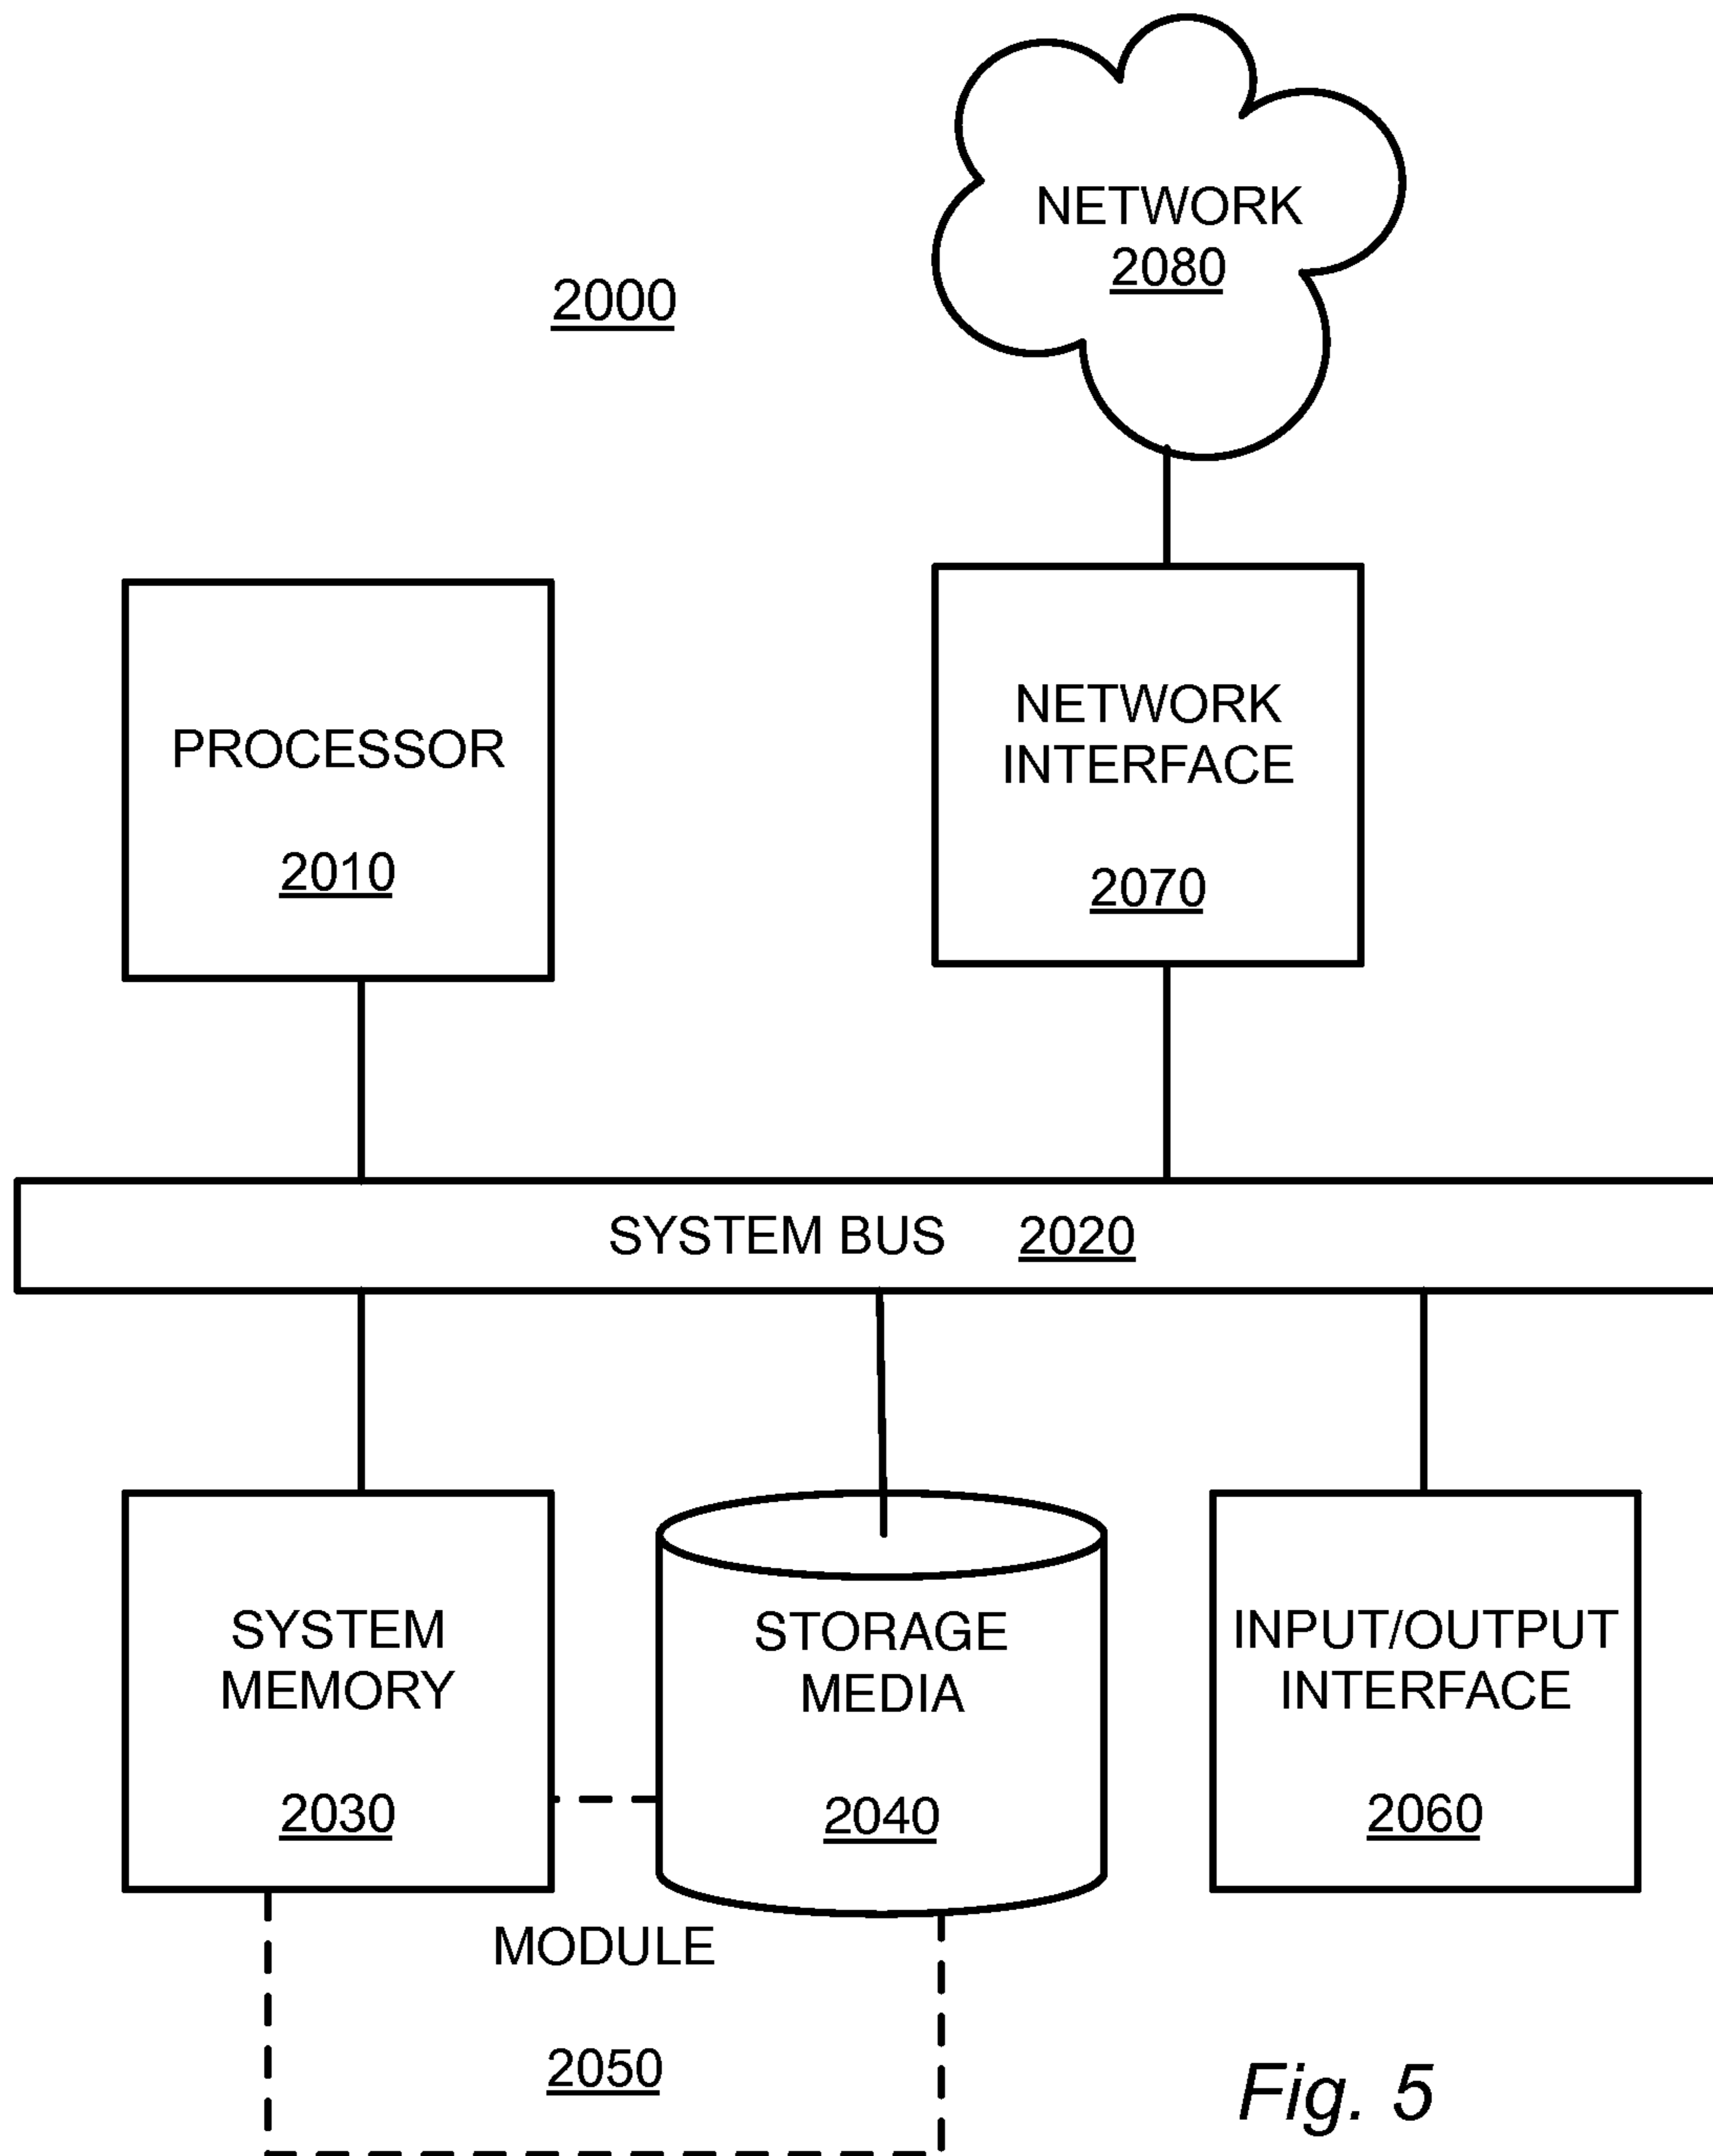 NETWORK
2080
2000
PROCESSOR
2010
NETWORK
INTERFACE
2070
SYSTEM BUS 2020
SYSTEM
MEMORY
2030
STORAGE
MEDIA
2040
INPUT/OUTPUT
INTERFACE
2060
MODULE
2050
Fig. 5